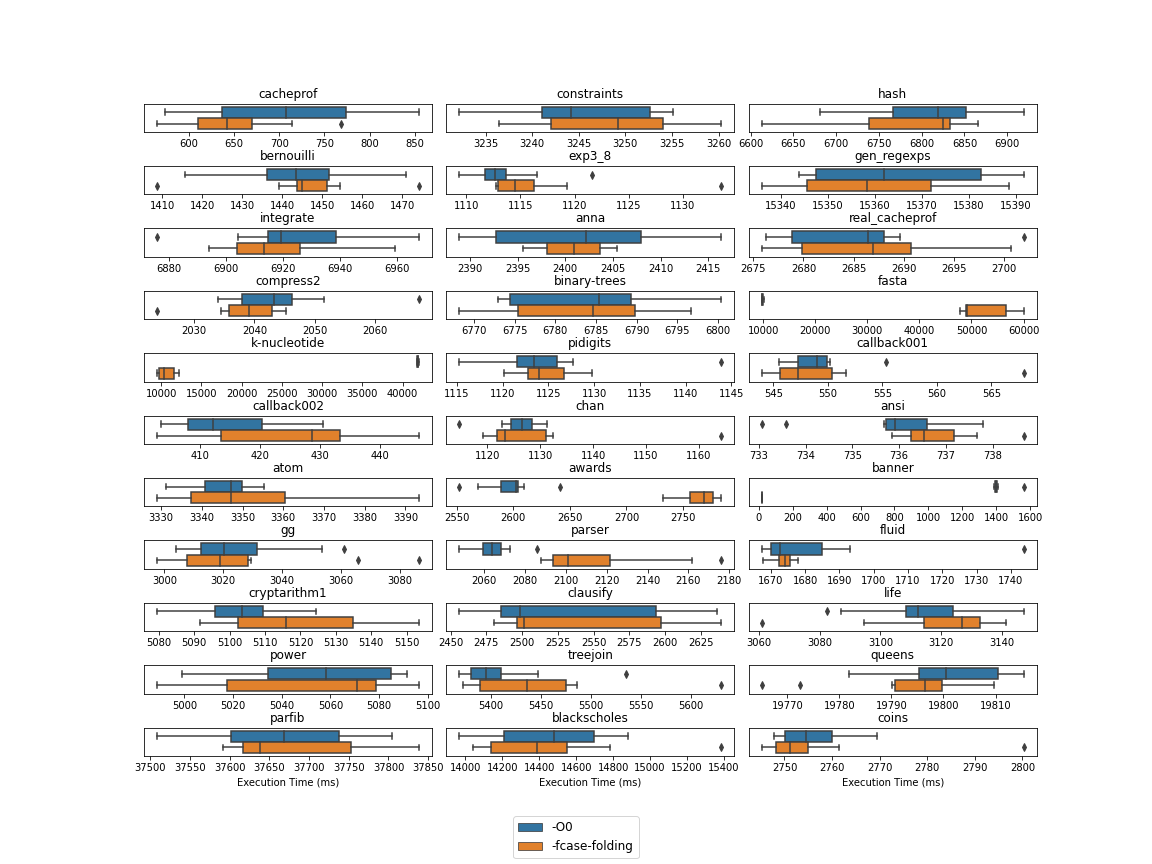 cacheprof constraints hash
600 650 700 750 800 850 3235 3240 3245 3250 3255 3260 6600 6650 6700 6750 6800 6850 6900
bernouilli exp3_8 gen_regexps
1410 1420 1430 1440 1450 1460 1470 1110 1115 1120 1125 1130 15340 15350 15360 15370 15380 15390
integrate anna real_cacheprof
6880 6900 6920 6940 6960 2390 2395 2400 2405 2410 2415 2675 2680 2685 2690 2695 2700
compress2 binary-trees fasta
2030 2040 2050 2060 6770 6775 6780 6785 6790 6795 6800 10000 20000 30000 40000 50000 60000
k-nucleotide pidigits callback001
10000 15000 20000 25000 30000 35000 40000 1115 1120 1125 1130 1135 1140 1145 545 550 555 560 565
callback002 chan ansi
410 420 430 440 1120 1130 1140 1150 1160 733 734 735 736 737 738
atom awards banner
3330 3340 3350 3360 3370 3380 3390 2550 2600 2650 2700 2750 0 200 400 600 800 1000 1200 1400 1600
gg parser fluid
3000 3020 3040 3060 3080 2060 2080 2100 2120 2140 2160 2180 1670 1680 1690 1700 1710 1720 1730 1740
cryptarithm1 clausify life
5080 5090 5100 5110 5120 5130 5140 5150 2450 2475 2500 2525 2550 2575 2600 2625 3060 3080 3100 3120 3140
power treejoin queens
5000 5020 5040 5060 5080 5100 5400 5450 5500 5550 5600 19770 19780 19790 19800 19810
parfib blackscholes coins
37500 37550 37600 37650 37700 37750 37800 37850 14000 14200 14400 14600 14800 15000 15200 15400 2750 2760 2770 2780 2790 2800
Execution Time (ms) Execution Time (ms) Execution Time (ms)
-O0
-fcase-folding